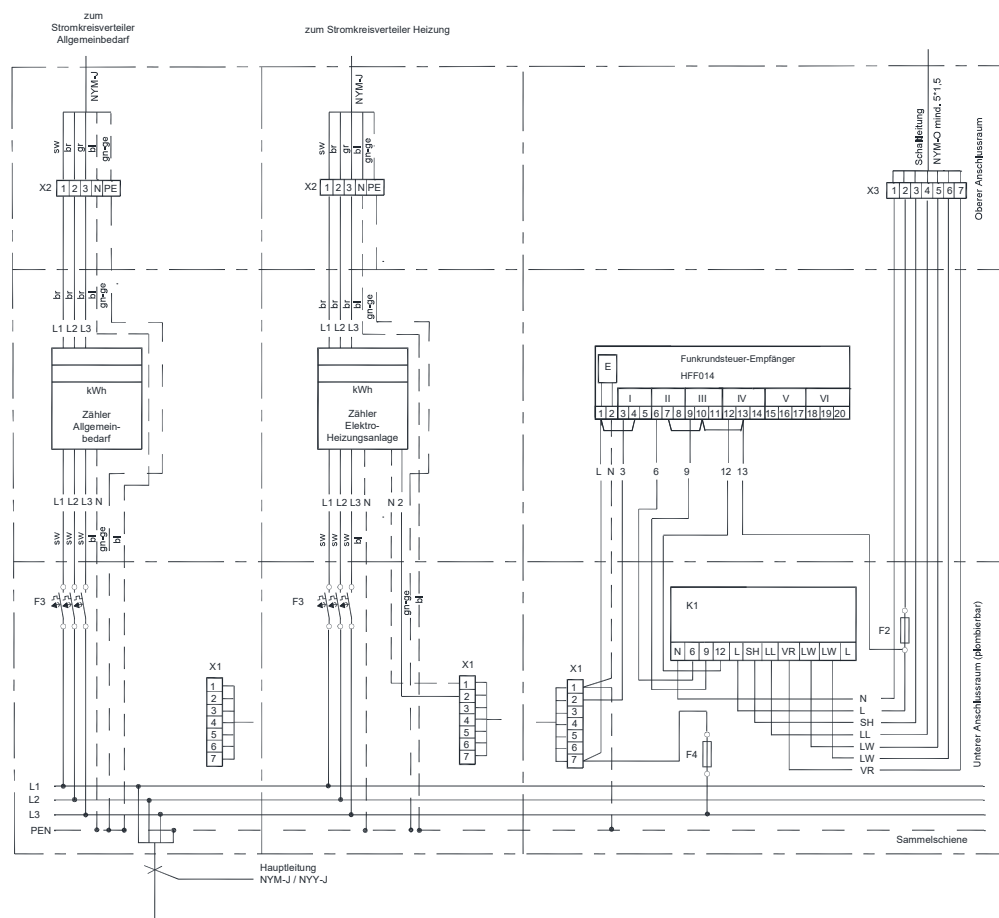 zum
Stromkreisverteiler
Allgemeinbedarf
zum Stromkreisverteiler Heizung
NYM-J
NYM-J
Schaltleitung
NYM-O mind. 5*1,5
Oberer Anschlussraum
sw br gr bl gn-ge
sw br gr bl gn-ge
X2 1 2 3 N PE
X2 1 2 3 N PE
X3 1 2 3 4 5 6 7
br br br bl gn-ge
br br br bl gn-ge
L1 L2 L3
L1 L2 L3
kWh
Zähler
Allgemein-
bedarf
kWh
Zähler
Elektro-
Heizungsanlage
E
Funkrundsteuer-Empfänger
HFF014
I II III IV V VI
1 2 3 4 5 6 7 8 9 10 11 12 13 14 15 16 17 18 19 20
L N 3 6 9 12 13
L1 L2 L3 N
L1 L2 L3 N N 2
sw sw sw bl gn-ge bl
sw sw sw bl
gn-ge bl
F3
F3
K1
N 6 9 12 L SH LL VR LW LW L
F2
Unterer Anschlussraum (plombierbar)
X1
1
2
3
4
5
6
7
X1
1
2
3
4
5
6
7
X1
1
2
3
4
5
6
7
F4
N
L
SH
LL
LW
LW
VR
L1
L2
L3
PEN
Sammelschiene
Hauptleitung
NYM-J / NYY-J